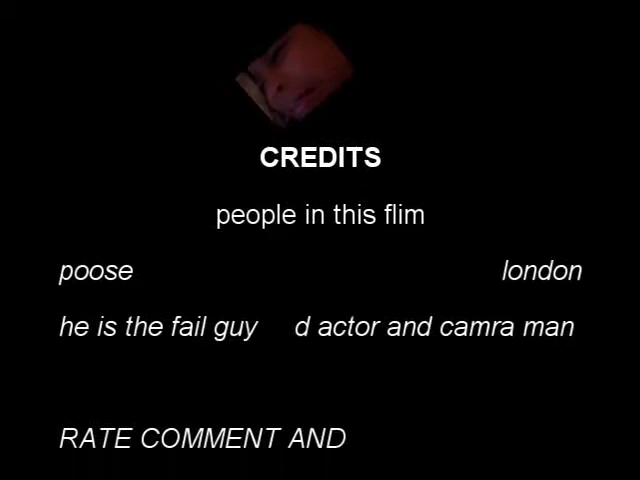 CREDITS
people in this flim
poose london
he is the fail guy d actor and camra man
RATE COMMENT AND